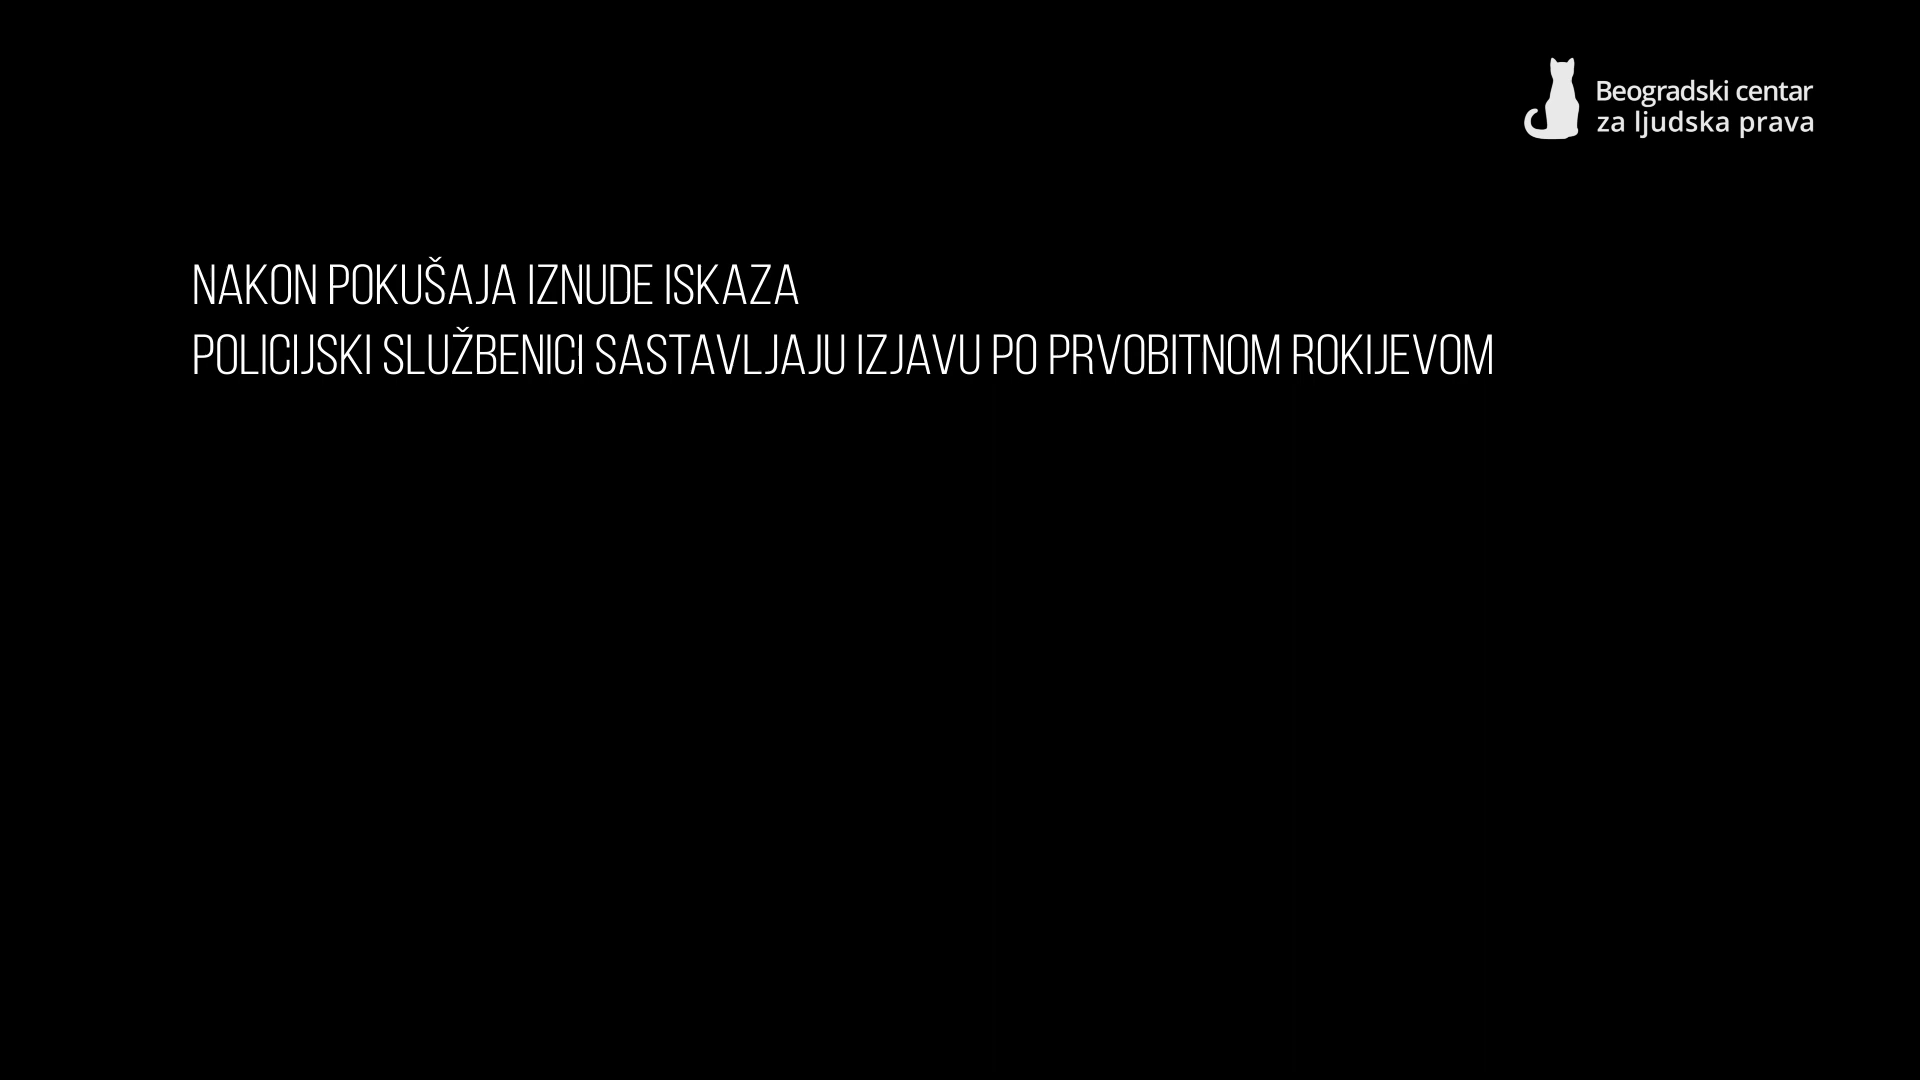 Beogradski centar
za ljudska prava
NAKON POKUŠAJA IZNUDE ISKAZA
POLICIJSKI SLUŽBENICI SASTAVLJAJU IZJAVU PO PRVOBITNOM ROKIJEVOM